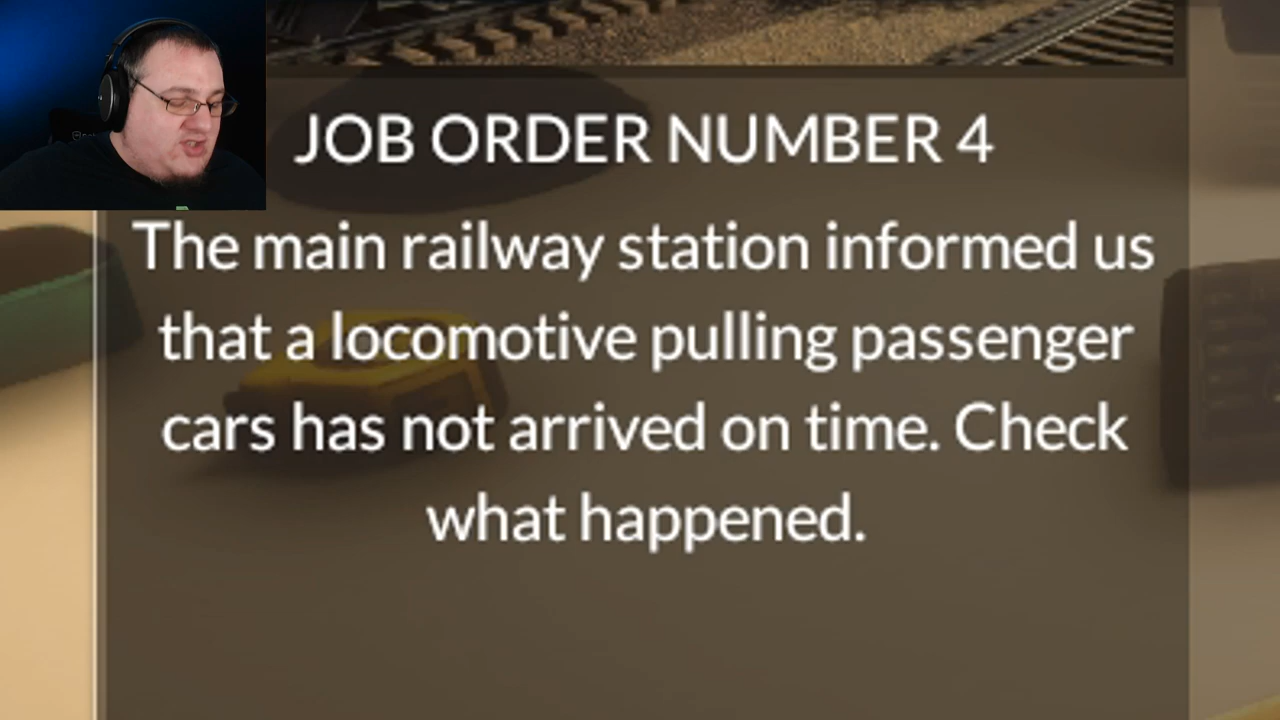 JOB ORDER NUMBER 4
The main railway station informed us
that a locomotive pulling passenger
cars has not arrived on time. Check
what happened.